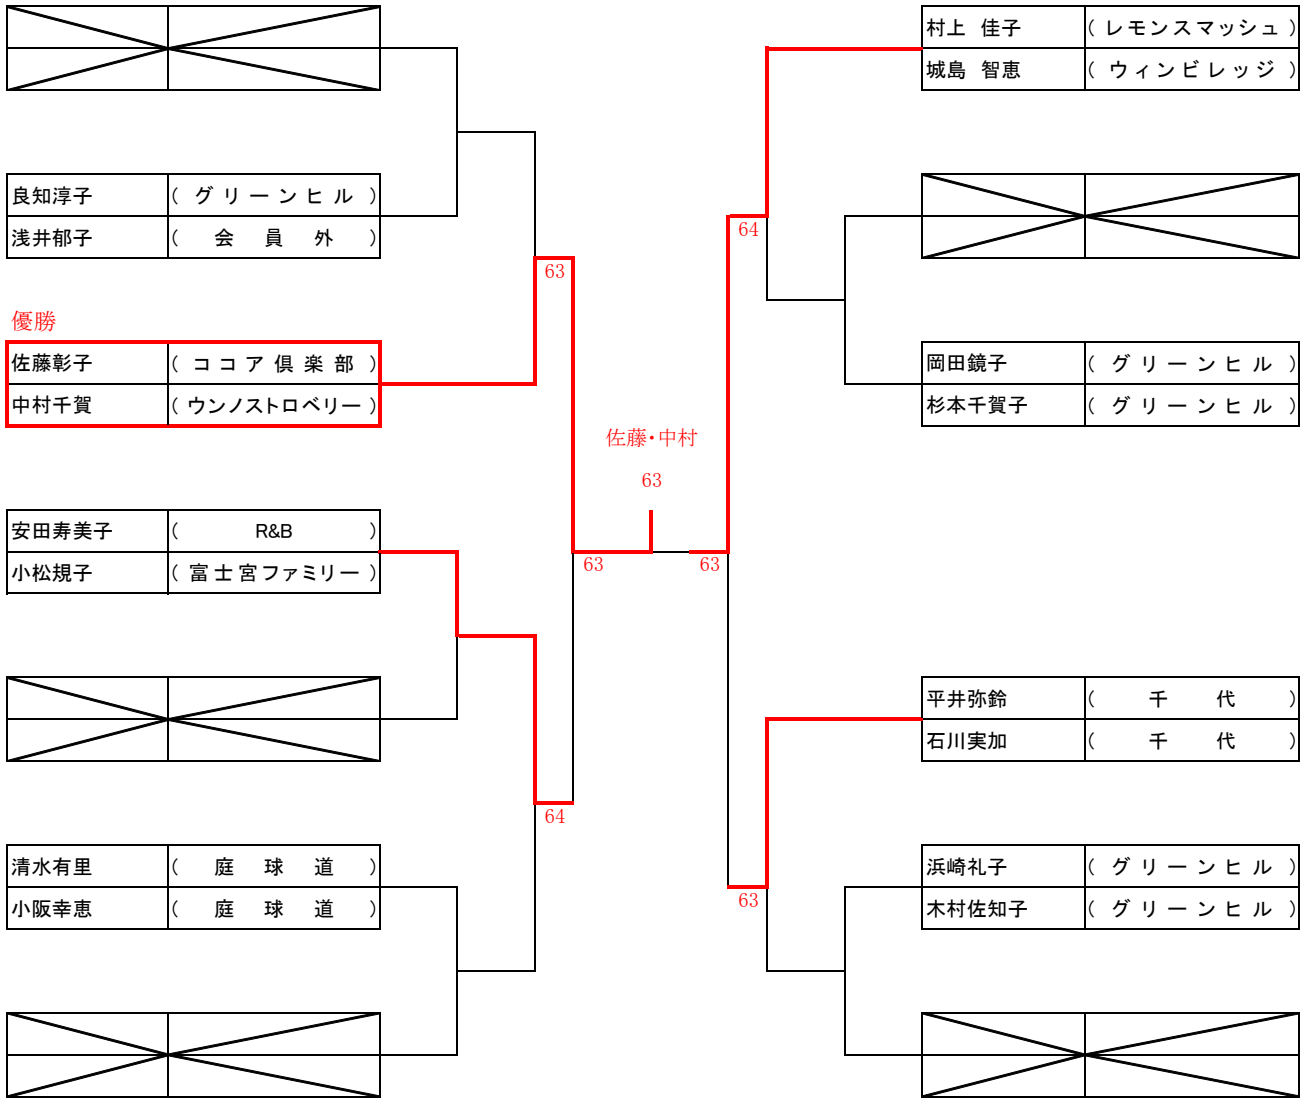 良知淳子 （ グリーンヒル ）
浅井郁子 （ 会員外 ）
優勝
佐藤彰子 （ ココア倶楽部 ）
中村千賀 （ ウンノストロベリー ）
安田寿美子 （ R&B ）
小松規子 （ 富士宮ファミリー ）
清水有里 （ 庭球道 ）
小阪幸恵 （ 庭球道 ）
63
64
63
佐藤・中村
63
63
64
63
村上 佳子 （ レモンスマッシュ ）
城島 智恵 （ ウィンビレッジ ）
岡田鏡子 （ グリーンヒル ）
杉本千賀子 （ グリーンヒル ）
平井弥鈴 （ 千代 ）
石川実加 （ 千代 ）
浜崎礼子 （ グリーンヒル ）
木村佐知子 （ グリーンヒル ）